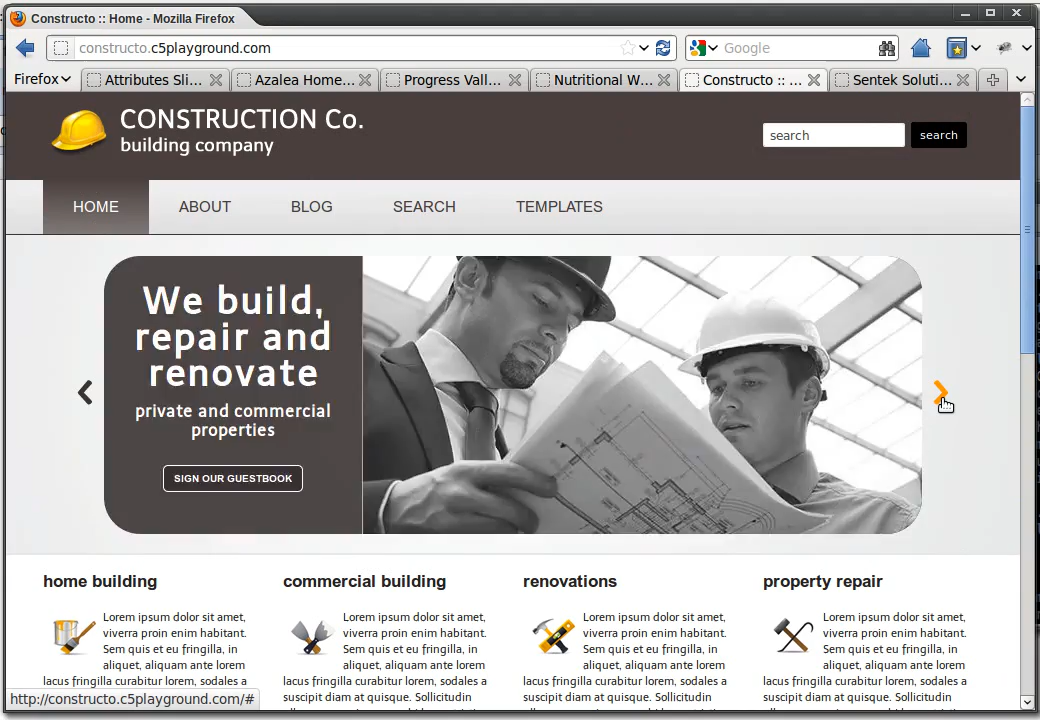 Constructo :: Home - Mozilla Firefox
constructo.c5playground.com
Google
Firefox
Attributes Sli...
Azalea Home...
Progress Vall...
Nutritional W...
Constructo :: ...
Sentek Soluti...
CONSTRUCTION Co.
building company
search
search
HOME
ABOUT
BLOG
SEARCH
TEMPLATES
We build,
repair and
renovate
private and commercial
properties
SIGN OUR GUESTBOOK
home building
Lorem ipsum dolor sit amet,
viverra proin enim habitant.
Sem quis et eu fringilla, in
aliquet, aliquam ante lorem
lacus fringilla curabitur lorem, sodales a
commercial building
Lorem ipsum dolor sit amet,
viverra proin enim habitant.
Sem quis et eu fringilla, in
aliquet, aliquam ante lorem
lacus fringilla curabitur lorem, sodales a
suscipit diam at quisque. Sollicitudin
renovations
Lorem ipsum dolor sit amet,
viverra proin enim habitant.
Sem quis et eu fringilla, in
aliquet, aliquam ante lorem
lacus fringilla curabitur lorem, sodales a
suscipit diam at quisque. Sollicitudin
property repair
Lorem ipsum dolor sit amet,
viverra proin enim habitant.
Sem quis et eu fringilla, in
aliquet, aliquam ante lorem
lacus fringilla curabitur lorem, sodales a
suscipit diam at quisque. Sollicitudin
http://constructo.c5playground.com/#